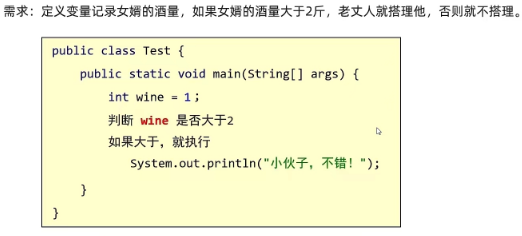 需求：定义变量记录女婿的酒量，如果女婿的酒量大于2斤，老丈人就搭理他，否则就不搭理。
public class Test {
public static void main(String[] args) {
int wine = 1;
判断 wine 是否大于2
如果大于，就执行
System.out.println("小伙子，不错！");
}
}